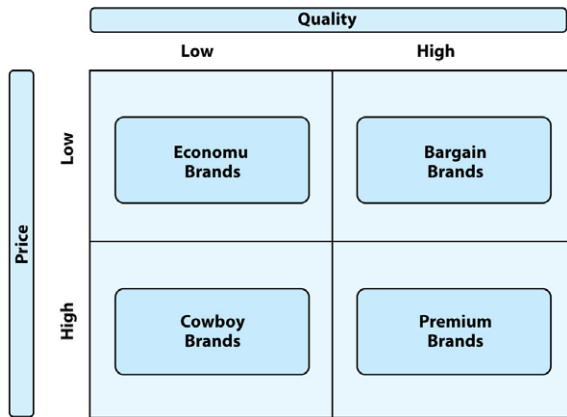 Quality
Low
High
Price
Low
Economu
Brands
Bargain
Brands
High
Cowboy
Brands
Premium
Brands